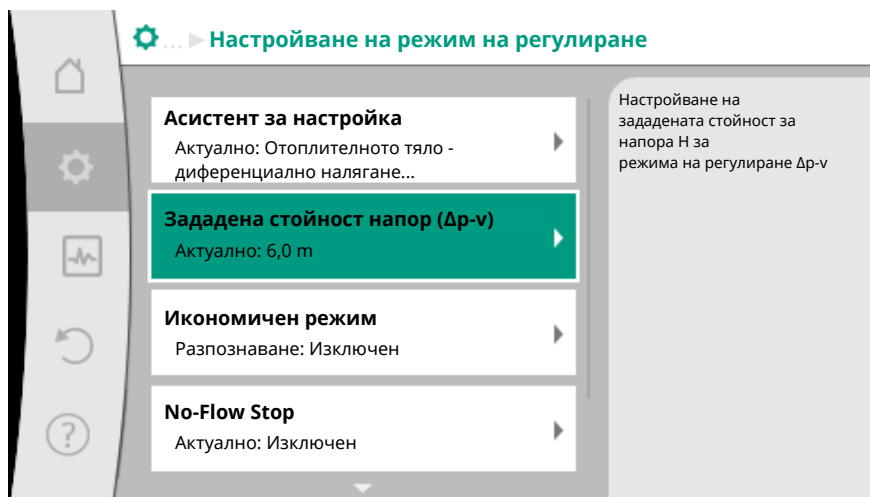 ... Настройване на режим на регулиране
Асистент за настройка
Актуално: Отоплителното тяло -
диференциално налягане...
Зададена стойност напор (Δp-v)
Актуално: 6,0 m
Икономичен режим
Разпознаване: Изключен
No-Flow Stop
Актуално: Изключен
Настройване на
зададената стойност за
напора H за
режима на регулиране Δp-v